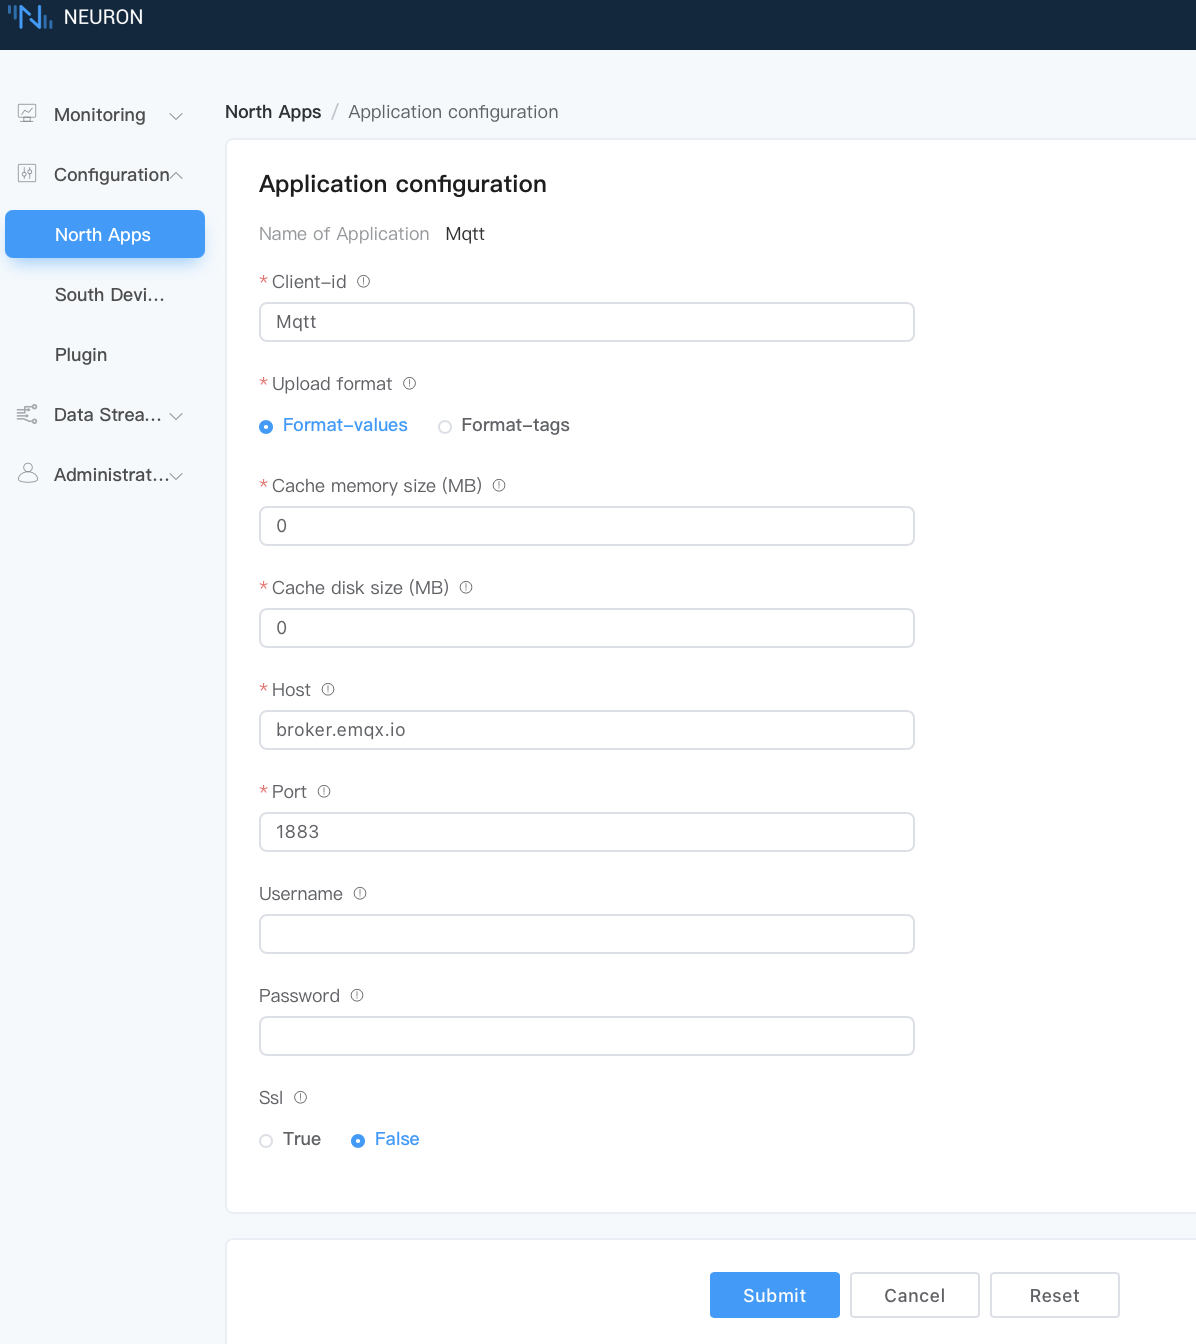 NEURON
Monitoring
Configuration
North Apps
South Devi...
Plugin
Data Strea...
Administrat...
North Apps / Application configuration
Application configuration
Name of Application Mqtt
* Client-id
Mqtt
* Upload format
Format-values Format-tags
* Cache memory size (MB)
0
* Cache disk size (MB)
0
* Host
broker.emqx.io
* Port
1883
Username
Password
Ssl
True False
Submit Cancel Reset